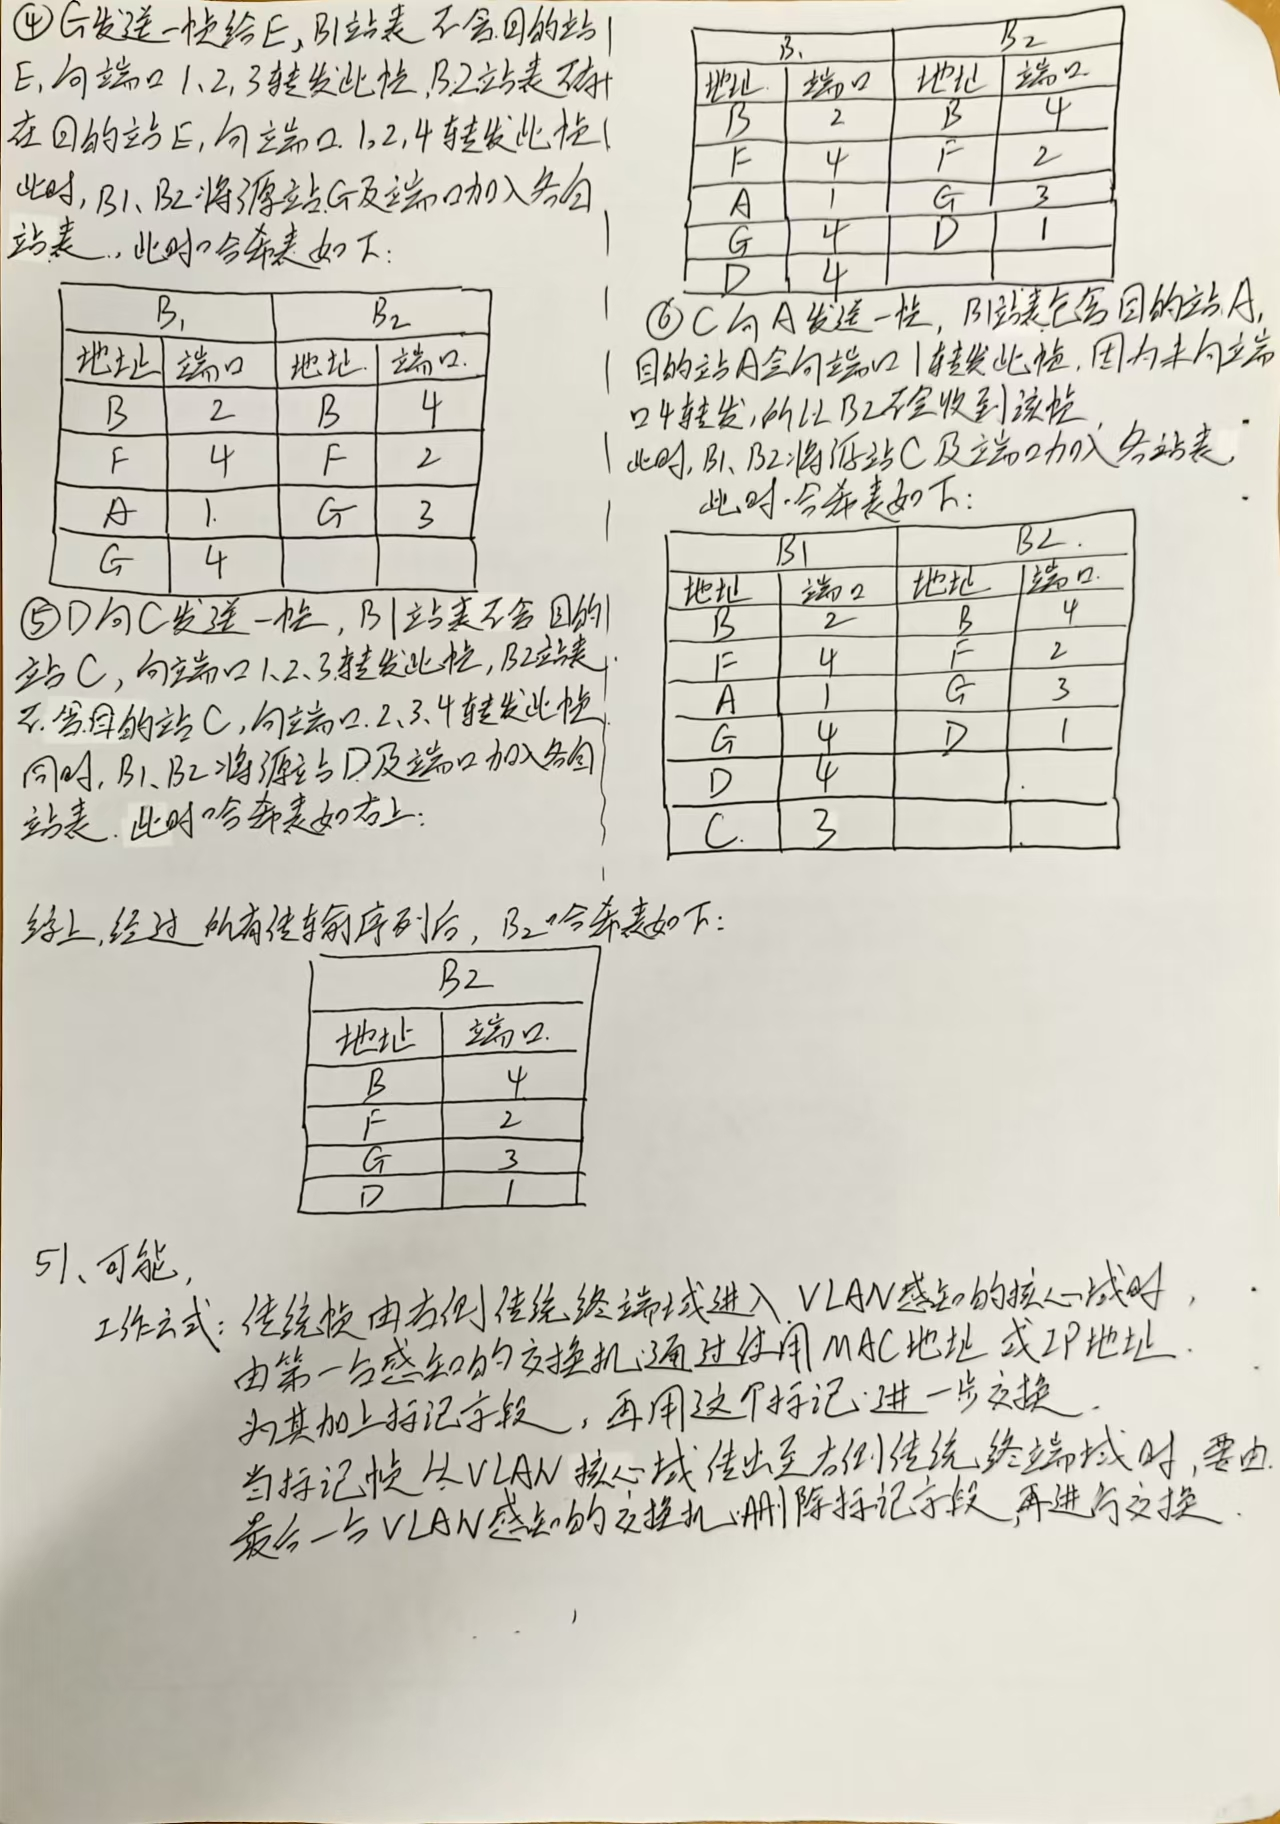 ④G发送一帧给E,B1站表不含目的站
E,向端口1、2、3转发此帧,B2站表不存
在目的站E,向端口1,2,4转发此帧
此时,B1、B2将源站G及端口加入各自
站表,此时哈希表如下:
B1 B2
地址 端口 地址 端口
B 2 B 4
F 4 F 2
A 1 G 3
G 4
⑤D向C发送一帧,B1站表不含目的
站C,向端口1、2、3转发此帧,B2站表
不含目的站C,向端口2、3、4转发此帧
同时,B1、B2将源站D及端口加入各自
站表.此时哈希表如右上:
B1 B2
地址 端口 地址 端口
B 2 B 4
F 4 F 2
A 1 G 3
G 4 D 1
D 4
⑥C向A发送一帧,B1站表包含目的站A,
目的站A会向端口1转发此帧,因为未向端
口4转发,所以B2不会收到该帧
此时,B1、B2将源站C及端口加入各站表,
此时哈希表如下:
B1 B2
地址 端口 地址 端口
B 2 B 4
F 4 F 2
A 1 G 3
G 4 D 1
D 4
C 3
综上,经过所有传输序列后,B2哈希表如下:
B2
地址 端口
B 4
F 2
G 3
D 1
51、可能,
工作方式:传统帧由右侧传统终端域进入VLAN感知的核心域时,
由第一台感知的交换机通过使用MAC地址或IP地址
为其加上标记字段,再用这个标记进一步交换.
当标记帧从VLAN核心域传出至右侧传统终端域时,要由
最后一台VLAN感知的交换机删除标记字段,再进行交换.